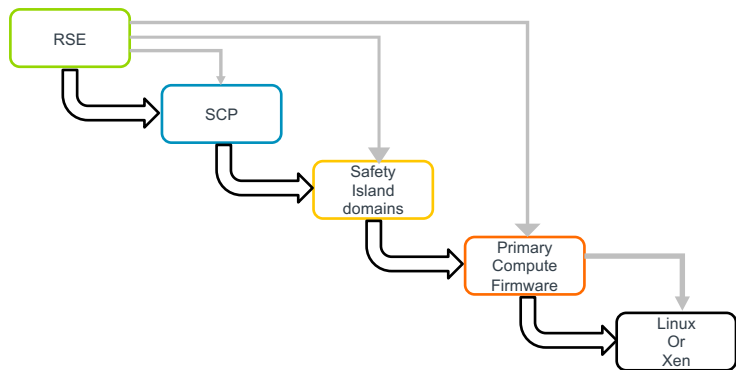 RSE
SCP
Safety
Island
domains
Primary
Compute
Firmware
Linux
Or
Xen